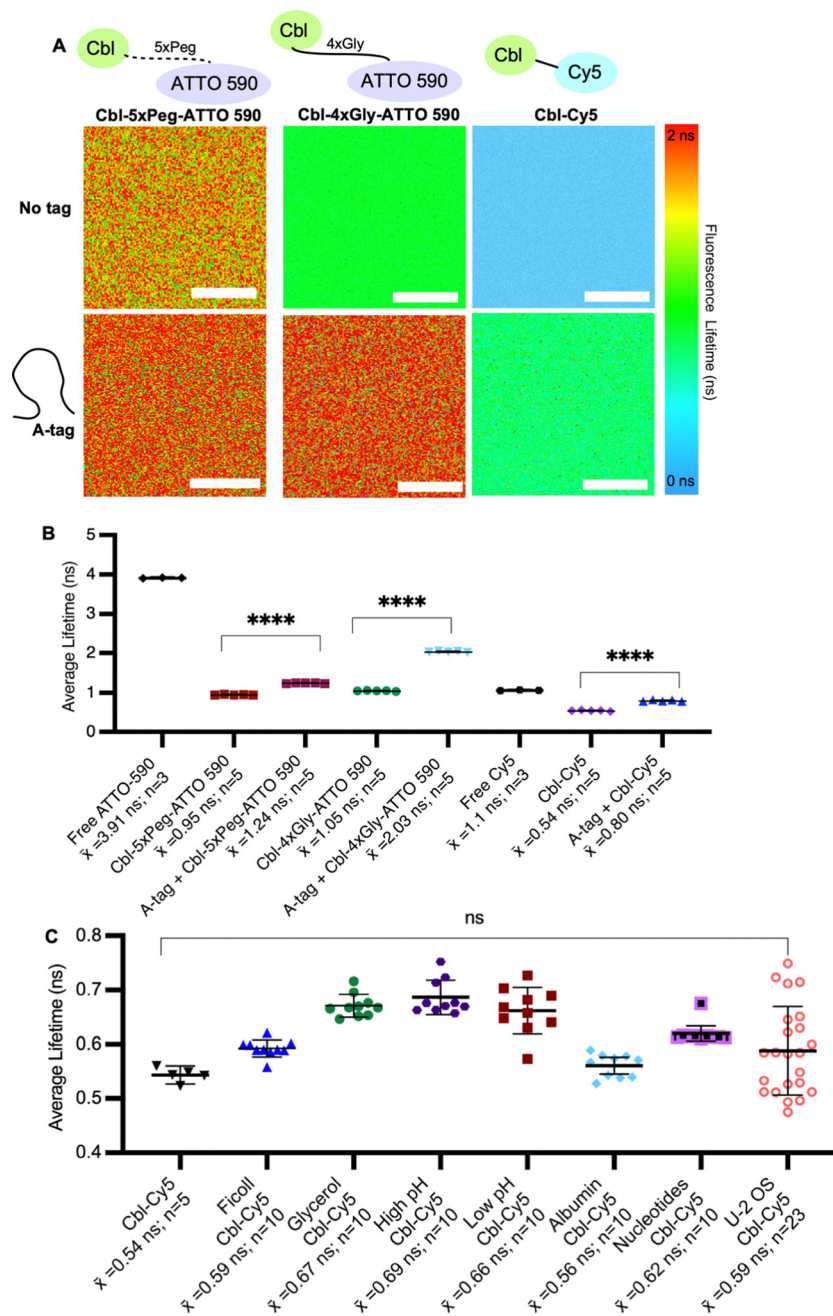 A
Cbl
5xPeg
ATTO 590
Cbl-5xPeg-ATTO 590
Cbl
4xGly
ATTO 590
Cbl-4xGly-ATTO 590
Cbl
Cy5
Cbl-Cy5
No tag
A-tag
2 ns
Fluorescence Lifetime (ns)
0 ns
B
Average Lifetime (ns)
5
4
3
2
1
0
****
****
****
Free ATTO-590
x̄ =3.91 ns; n=3
Cbl-5xPeg-ATTO 590
x̄ =0.95 ns; n=5
A-tag + Cbl-5xPeg-ATTO 590
x̄ =1.24 ns; n=5
Cbl-4xGly-ATTO 590
x̄ =1.05 ns; n=5
A-tag + Cbl-4xGly-ATTO 590
x̄ =2.03 ns; n=5
Free Cy5
x̄ =1.1 ns; n=3
Cbl-Cy5
x̄ =0.54 ns; n=5
A-tag + Cbl-Cy5
x̄ =0.80 ns; n=5
C
ns
Average Lifetime (ns)
0.8
0.7
0.6
0.5
0.4
Cbl-Cy5
x̄ =0.54 ns; n=5
Ficoll
Cbl-Cy5
x̄ =0.59 ns; n=10
Glycerol
Cbl-Cy5
x̄ =0.67 ns; n=10
High pH
Cbl-Cy5
x̄ =0.69 ns; n=10
Low pH
Cbl-Cy5
x̄ =0.66 ns; n=10
Albumin
Cbl-Cy5
x̄ =0.56 ns; n=10
Nucleotides
Cbl-Cy5
x̄ =0.62 ns; n=10
U-2 OS
Cbl-Cy5
x̄ =0.59 ns; n=23